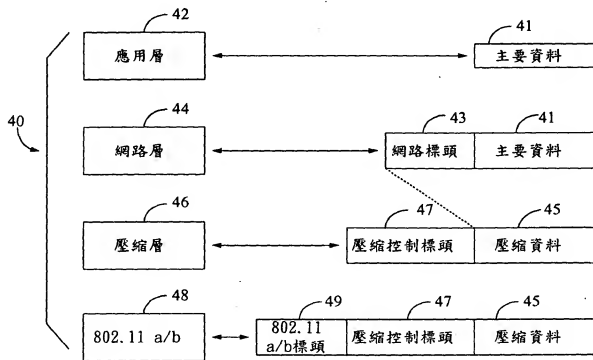 42
應用層
41
主要資料
44
網路層
43
41
網路標頭
主要資料
40
46
壓縮層
47
45
壓縮控制標頭
壓縮資料
48
802.11 a/b
49
47
45
802.11
a/b標頭
壓縮控制標頭
壓縮資料